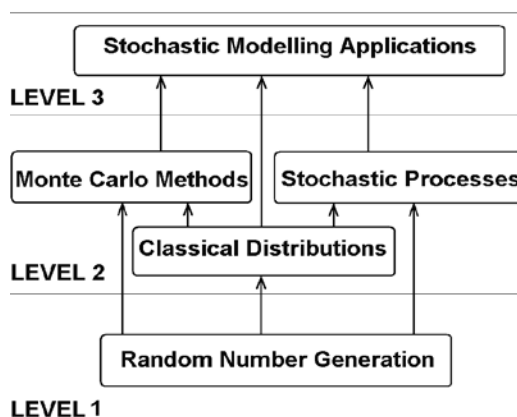 Stochastic Modelling Applications
LEVEL 3
Monte Carlo Methods
Stochastic Processes
Classical Distributions
LEVEL 2
Random Number Generation
LEVEL 1